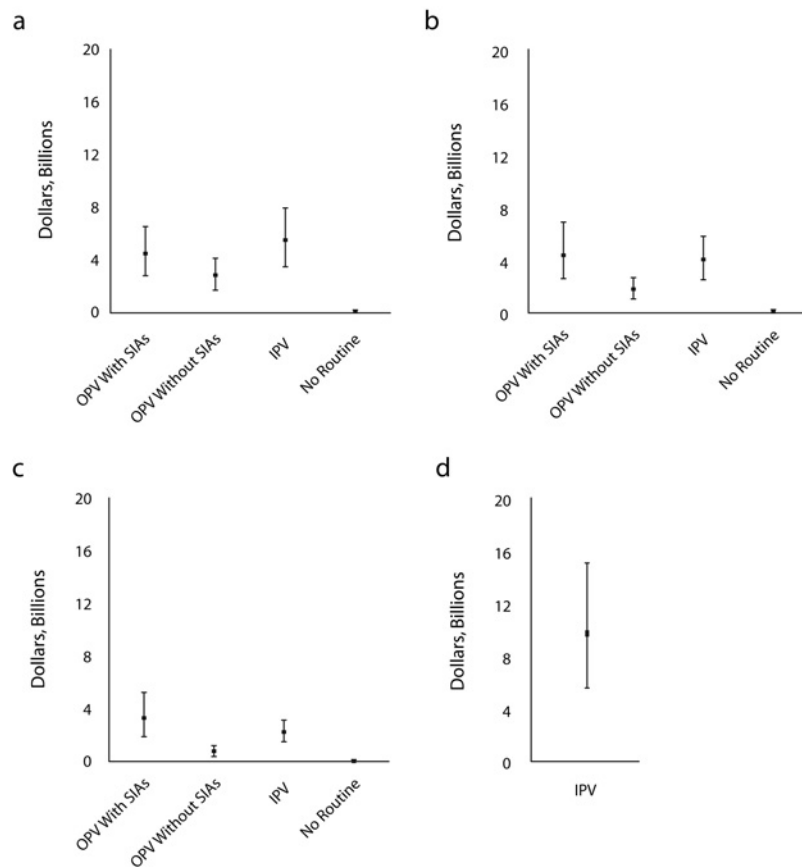 a
Dollars, Billions
20
16
12
8
4
0
OPV With SIAs
OPV Without SIAs
IPV
No Routine
b
Dollars, Billions
20
16
12
8
4
0
OPV With SIAs
OPV Without SIAs
IPV
No Routine
c
Dollars, Billions
20
16
12
8
4
0
OPV With SIAs
OPV Without SIAs
IPV
No Routine
d
Dollars, Billions
20
16
12
8
4
0
IPV